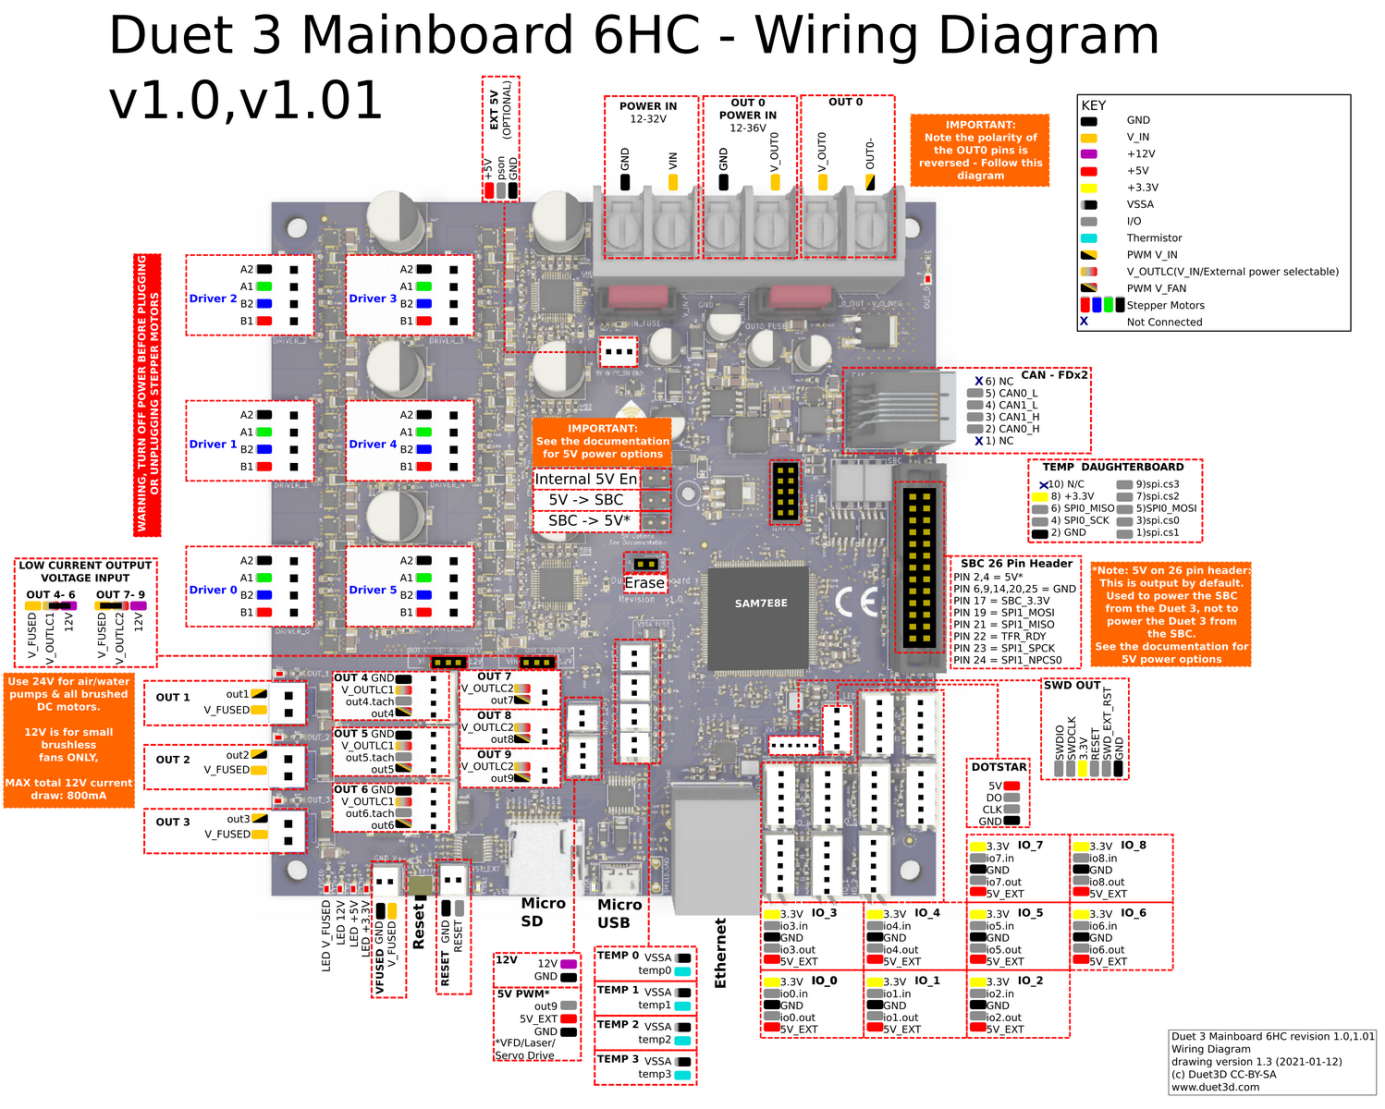 Duet 3 Mainboard 6HC - Wiring Diagram
v1.0,v1.01
EXT 5V
(OPTIONAL)
+5V
pson
GND
POWER IN
12-32V
GND
VIN
OUT 0
POWER IN
12-36V
GND
V_OUT0
OUT 0
V_OUT0
OUT0-
IMPORTANT:
Note the polarity of
the OUT0 pins is
reversed - Follow this
diagram
KEY
GND
V_IN
+12V
+5V
+3.3V
VSSA
I/O
Thermistor
PWM V_IN
V_OUTLC(V_IN/External power selectable)
PWM V_FAN
Stepper Motors
X Not Connected
WARNING, TURN OFF POWER BEFORE PLUGGING
OR UNPLUGGING STEPPER MOTORS
Driver 2
A2
A1
B2
B1
Driver 3
A2
A1
B2
B1
Driver 1
A2
A1
B2
B1
Driver 4
A2
A1
B2
B1
Driver 0
A2
A1
B2
B1
Driver 5
A2
A1
B2
B1
IMPORTANT:
See the documentation
for 5V power options
Internal 5V En
5V -> SBC
SBC -> 5V*
Erase
SAM7E8E
CE
CAN - FDx2
X 6) NC
5) CAN0_L
4) CAN1_L
3) CAN1_H
2) CAN0_H
X 1) NC
TEMP DAUGHTERBOARD
X10) N/C
8) +3.3V
6) SPI0_MISO
4) SPI0_SCK
2) GND
9)spi.cs3
7)spi.cs2
5)SPI0_MOSI
3)spi.cs0
1)spi.cs1
SBC 26 Pin Header
PIN 2,4 = 5V*
PIN 6,9,14,20,25 = GND
PIN 17 = SBC_3.3V
PIN 19 = SPI1_MOSI
PIN 21 = SPI1_MISO
PIN 22 = TFR_RDY
PIN 23 = SPI1_SPCK
PIN 24 = SPI1_NPCS0
*Note: 5V on 26 pin header:
This is output by default.
Used to power the SBC
from the Duet 3, not to
power the Duet 3 from
the SBC.
See the documentation for
5V power options
LOW CURRENT OUTPUT
VOLTAGE INPUT
OUT 4- 6
V_FUSED
V_OUTLC1
12V
OUT 7- 9
V_FUSED
V_OUTLC2
12V
Use 24V for air/water
pumps & all brushed
DC motors.
12V is for small
brushless
fans ONLY,
MAX total 12V current
draw: 800mA
OUT 1
out1
V_FUSED
OUT 2
out2
V_FUSED
OUT 3
out3
V_FUSED
OUT 4 GND
V_OUTLC1
out4.tach
out4
OUT 5 GND
V_OUTLC1
out5.tach
out5
OUT 6 GND
V_OUTLC1
out6.tach
out6
OUT 7
V_OUTLC2
out7
OUT 8
V_OUTLC2
out8
OUT 9
V_OUTLC2
out9
SWD OUT
SWDIO
SWDCLK
3.3V
RESET
SWD_EXT_RST
GND
DOTSTAR
5V
DO
CLK
GND
LED V_FUSED
LED 12V
LED +5V
LED +3.3V
VFUSED GND
V_FUSED
Reset
RESET GND
RESET
Micro
SD
Micro
USB
Ethernet
12V
12V
GND
5V PWM*
out9
5V_EXT
GND
*VFD/Laser/
Servo Drive
TEMP 0 VSSA
temp0
TEMP 1 VSSA
temp1
TEMP 2 VSSA
temp2
TEMP 3 VSSA
temp3
3.3V IO_7
io7.in
GND
io7.out
5V_EXT
3.3V IO_8
io8.in
GND
io8.out
5V_EXT
3.3V IO_3
io3.in
GND
io3.out
5V_EXT
3.3V IO_4
io4.in
GND
io4.out
5V_EXT
3.3V IO_5
io5.in
GND
io5.out
5V_EXT
3.3V IO_6
io6.in
GND
io6.out
5V_EXT
3.3V IO_0
io0.in
GND
io0.out
5V_EXT
3.3V IO_1
io1.in
GND
io1.out
5V_EXT
3.3V IO_2
io2.in
GND
io2.out
5V_EXT
Duet 3 Mainboard 6HC revision 1.0,1.01
Wiring Diagram
drawing version 1.3 (2021-01-12)
(c) Duet3D CC-BY-SA
www.duet3d.com